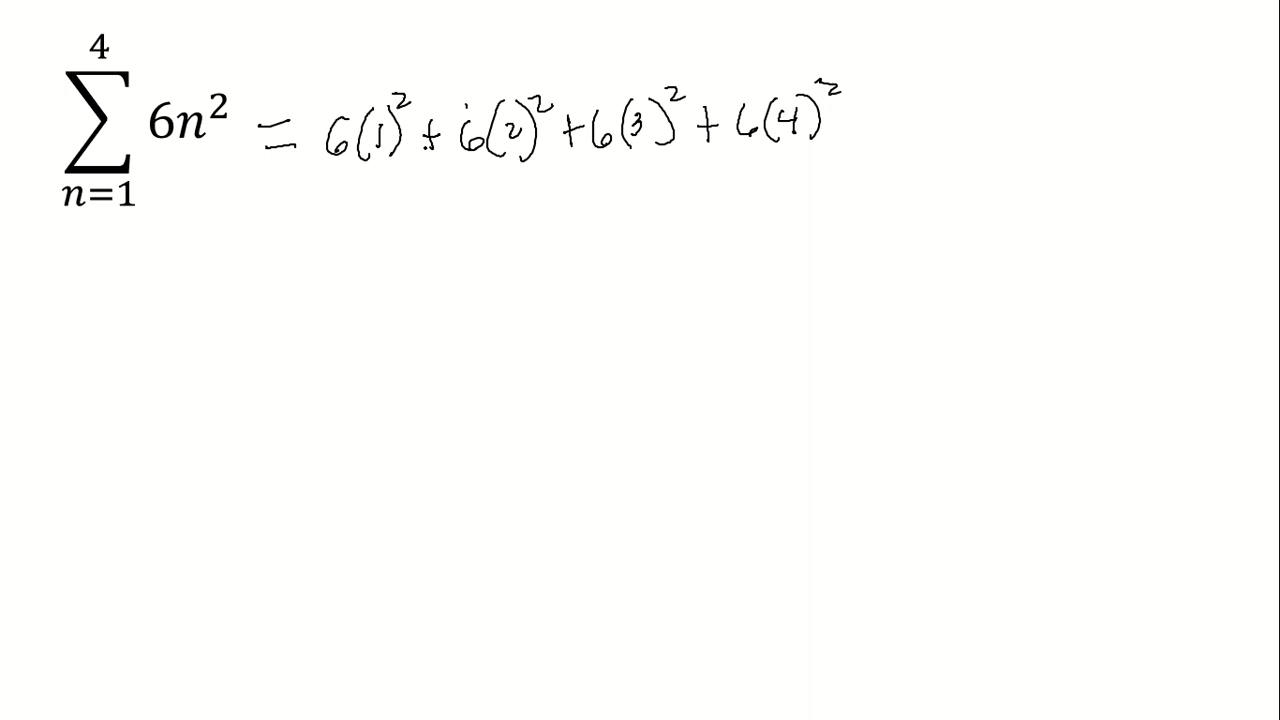 ∑_{n=1}^{4} 6n² = 6(1)² + 6(2)² + 6(3)² + 6(4)²